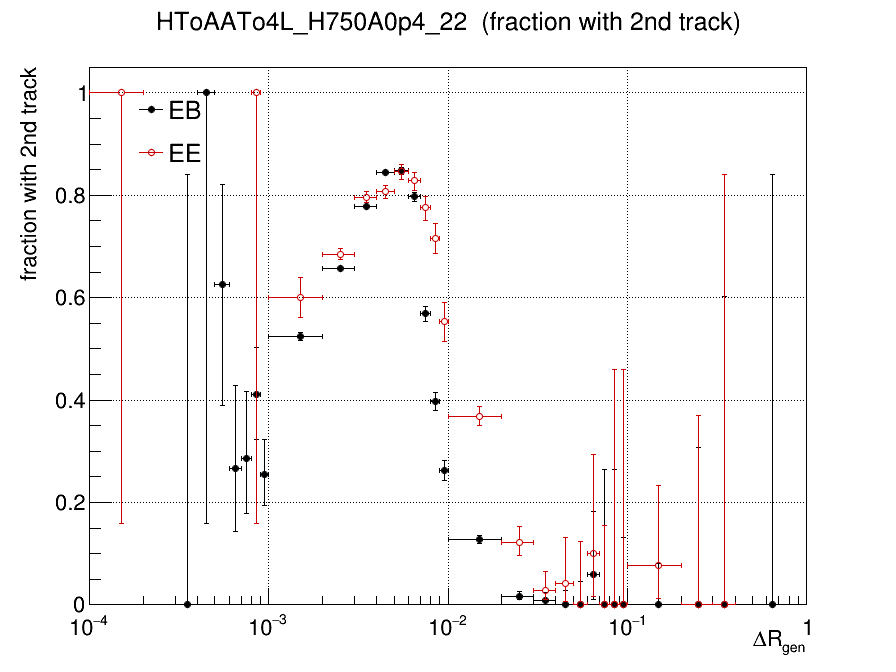 HToAATo4L_H750A0p4_22 (fraction with 2nd track)
fraction with 2nd track
1
0.8
0.6
0.4
0.2
0
EB
EE
10−4
10−3
10−2
10−1
1
ΔRgen